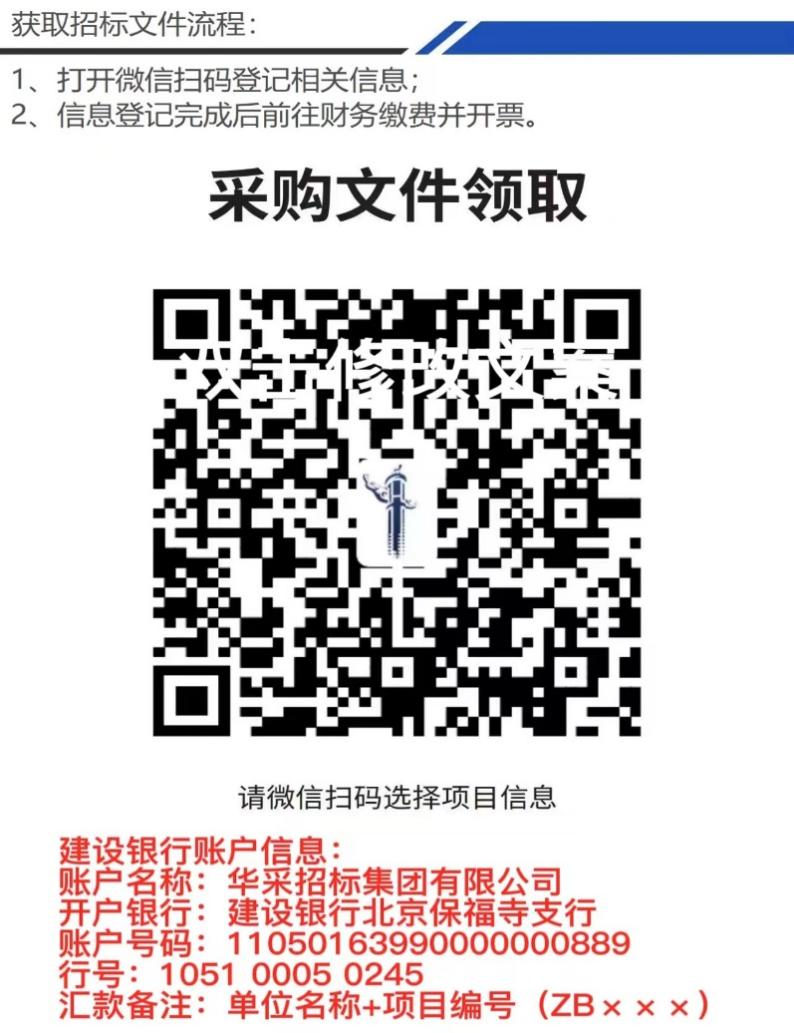 获取招标文件流程：
1、打开微信扫码登记相关信息；
2、信息登记完成后前往财务缴费并开票。
采购文件领取
双击修改文案
请微信扫码选择项目信息
建设银行账户信息：
账户名称：华采招标集团有限公司
开户银行：建设银行北京保福寺支行
账户号码：11050163990000000889
行号：1051 0005 0245
汇款备注：单位名称+项目编号（ZB×××）